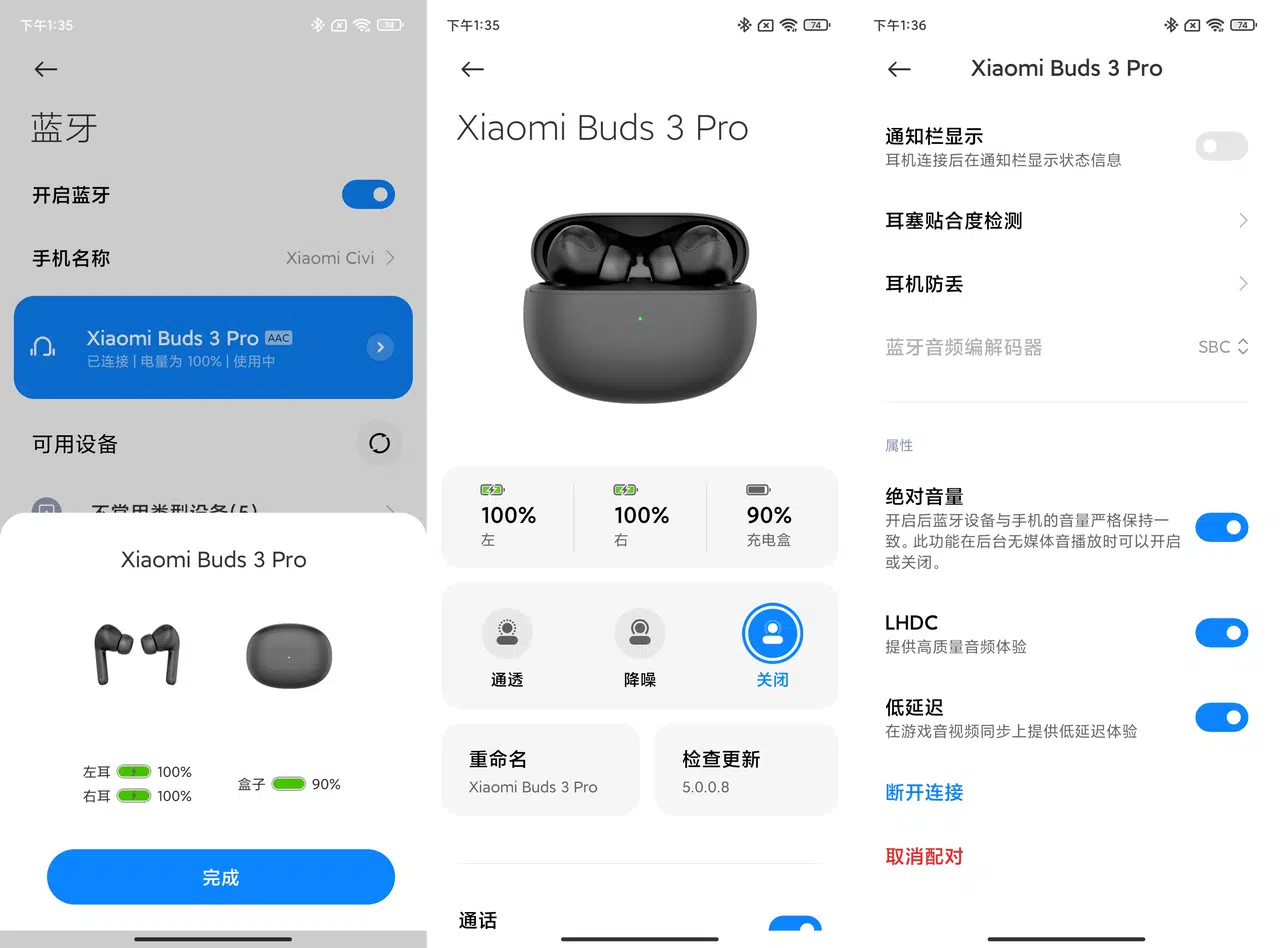 下午1:35
74
蓝牙
开启蓝牙
手机名称
Xiaomi Civi
Xiaomi Buds 3 Pro AAC
已连接 | 电量为 100% | 使用中
可用设备
不常用类型设备(5)
Xiaomi Buds 3 Pro
左耳 100%
右耳 100%
盒子 90%
完成
下午1:35
74
Xiaomi Buds 3 Pro
100%
左
100%
右
90%
充电盒
通透
降噪
关闭
重命名
Xiaomi Buds 3 Pro
检查更新
5.0.0.8
通话
下午1:36
74
Xiaomi Buds 3 Pro
通知栏显示
耳机连接后在通知栏显示状态信息
耳塞贴合度检测
耳机防丢
蓝牙音频编解码器
SBC
属性
绝对音量
开启后蓝牙设备与手机的音量严格保持一
致。此功能在后台无媒体音播放时可以开启
或关闭。
LHDC
提供高质量音频体验
低延迟
在游戏音视频同步上提供低延迟体验
断开连接
取消配对